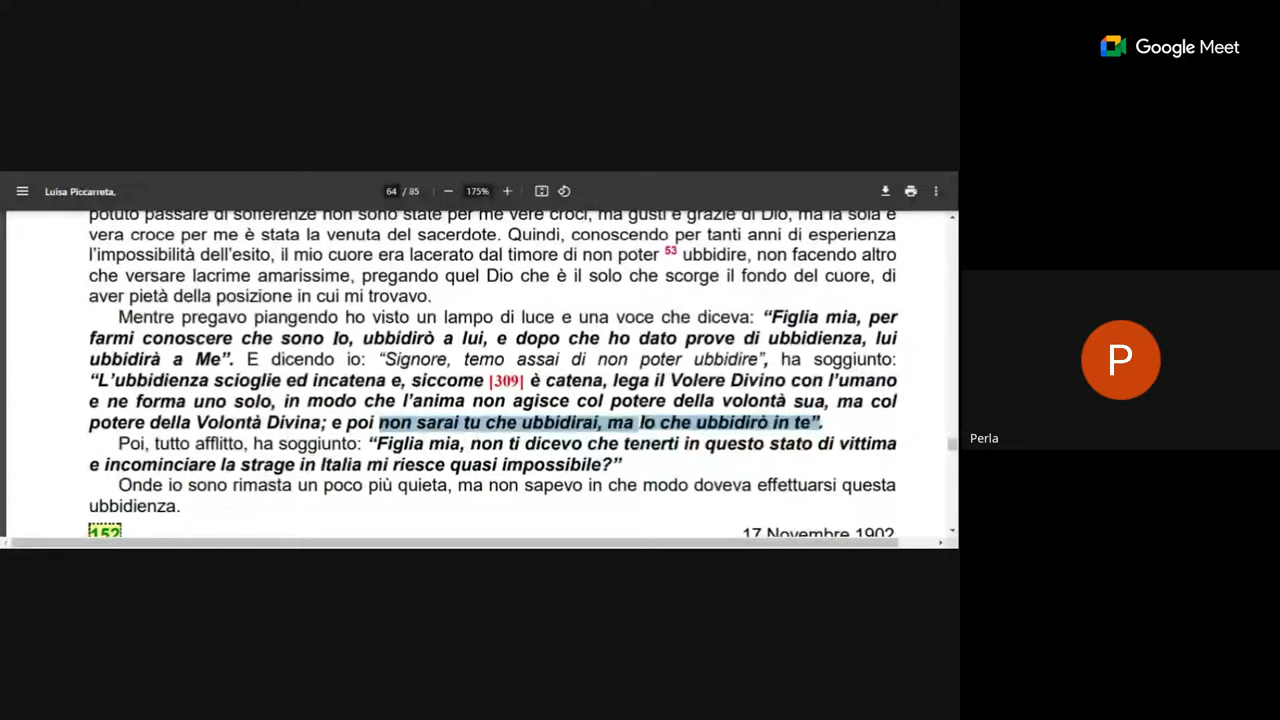 Google Meet
Luisa Piccarreta.
64 / 85
175%
potuto passare di sofferenze non sono state per me vere croci, ma gusti e grazie di Dio, ma la sola e
vera croce per me è stata la venuta del sacerdote. Quindi, conoscendo per tanti anni di esperienza
l’impossibilità dell’esito, il mio cuore era lacerato dal timore di non poter 53 ubbidire, non facendo altro
che versare lacrime amarissime, pregando quel Dio che è il solo che scorge il fondo del cuore, di
aver pietà della posizione in cui mi trovavo.
Mentre pregavo piangendo ho visto un lampo di luce e una voce che diceva: “Figlia mia, per
farmi conoscere che sono Io, ubbidirò a lui, e dopo che ho dato prove di ubbidienza, lui
ubbidirà a Me”. E dicendo io: “Signore, temo assai di non poter ubbidire”, ha soggiunto:
“L’ubbidienza scioglie ed incatena e, siccome [309] è catena, lega il Volere Divino con l’umano
e ne forma uno solo, in modo che l’anima non agisce col potere della volontà sua, ma col
potere della Volontà Divina; e poi non sarai tu che ubbidirai, ma Io che ubbidirò in te”.
Poi, tutto afflitto, ha soggiunto: “Figlia mia, non ti dicevo che tenerti in questo stato di vittima
e incominciare la strage in Italia mi riesce quasi impossibile?”
Onde io sono rimasta un poco più quieta, ma non sapevo in che modo doveva effettuarsi questa
ubbidienza.
152
17 Novembre 1902
P
Perla